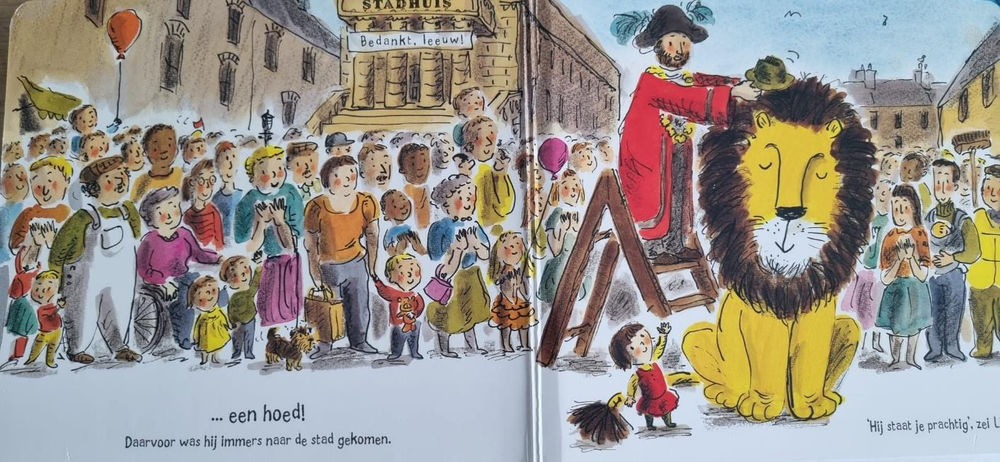 STADHUIS
Bedankt, leeuw!
... een hoed!
Daarvoor was hij immers naar de stad gekomen.
'Hij staat je prachtig', zei